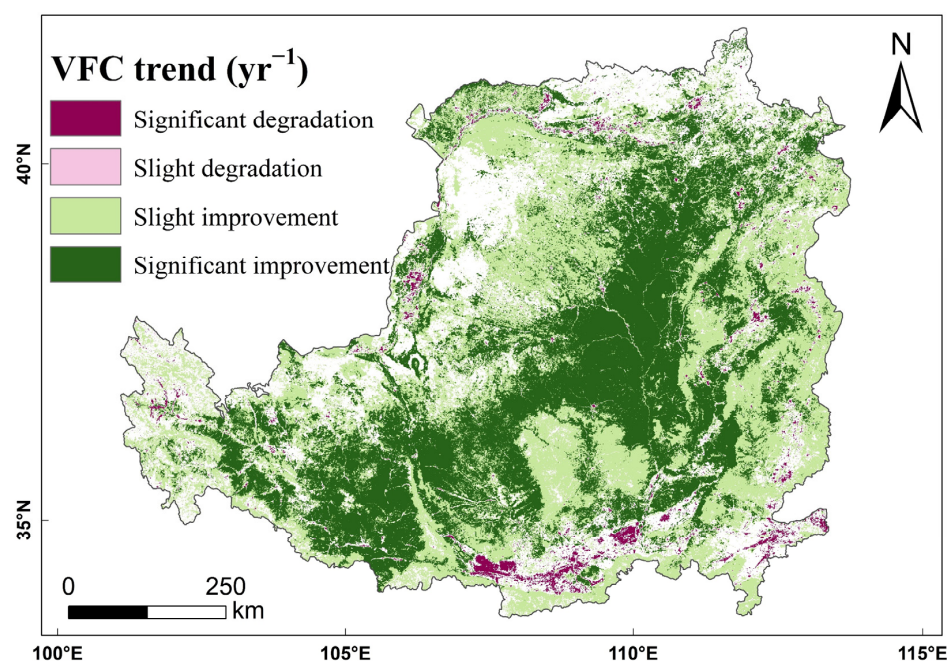 N
VFC trend (yr⁻¹)
Significant degradation
Slight degradation
Slight improvement
Significant improvement
40°N
35°N
0 250
km
100°E 105°E 110°E 115°E